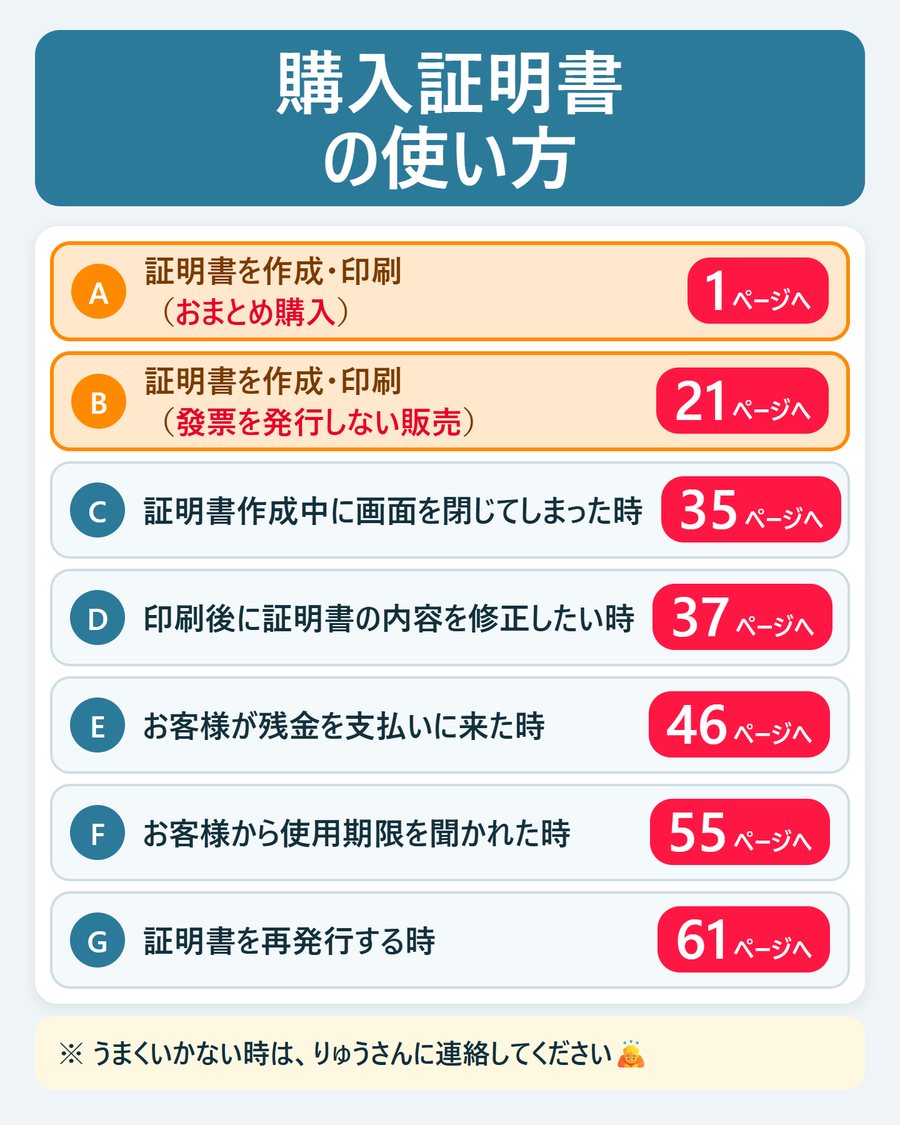 購入証明書
の使い方
A 証明書を作成・印刷
（おまとめ購入）
1ページへ
B 証明書を作成・印刷
（發票を発行しない販売）
21ページへ
C 証明書作成中に画面を閉じてしまった時 35ページへ
D 印刷後に証明書の内容を修正したい時 37ページへ
E お客様が残金を支払いに来た時 46ページへ
F お客様から使用期限を聞かれた時 55ページへ
G 証明書を再発行する時 61ページへ
※ うまくいかない時は、りゅうさんに連絡してください🙇